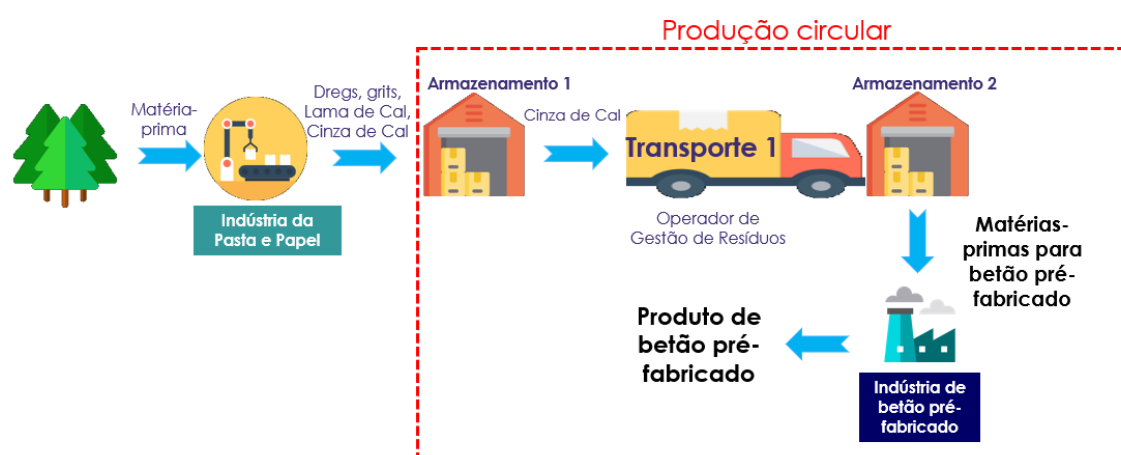 Produção circular
Armazenamento 1
Armazenamento 2
Matéria-
prima
Dregs, grits,
Lama de Cal,
Cinza de Cal
Cinza de Cal
Transporte 1
Indústria da
Pasta e Papel
Operador de
Gestão de Resíduos
Matérias-
primas para
betão pré-
fabricado
Produto de
betão pré-
fabricado
Indústria de
betão pré-
fabricado